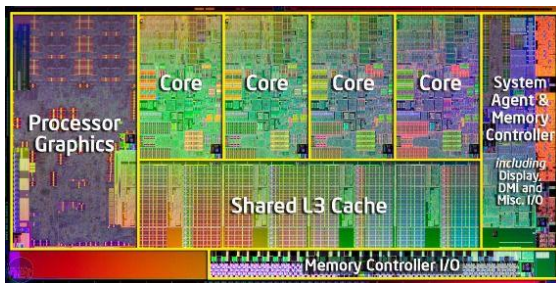 Processor
Graphics
Core
Core
Core
Core
System
Agent &
Memory
Controller
including
Display,
DMI and
Misc. I/O
Shared L3 Cache
Memory Controller I/O